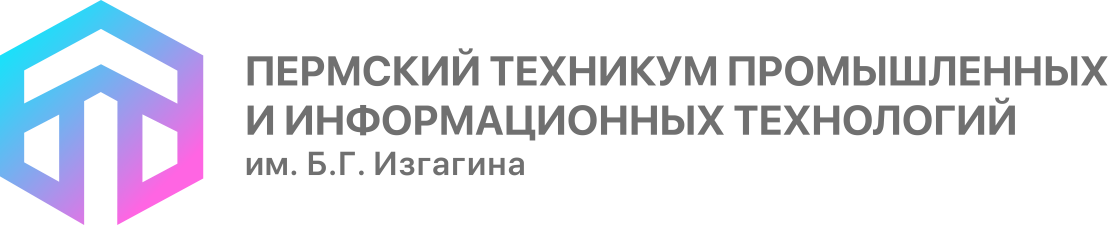 ПЕРМСКИЙ ТЕХНИКУМ ПРОМЫШЛЕННЫХ
И ИНФОРМАЦИОННЫХ ТЕХНОЛОГИЙ
им. Б.Г. Изгагина